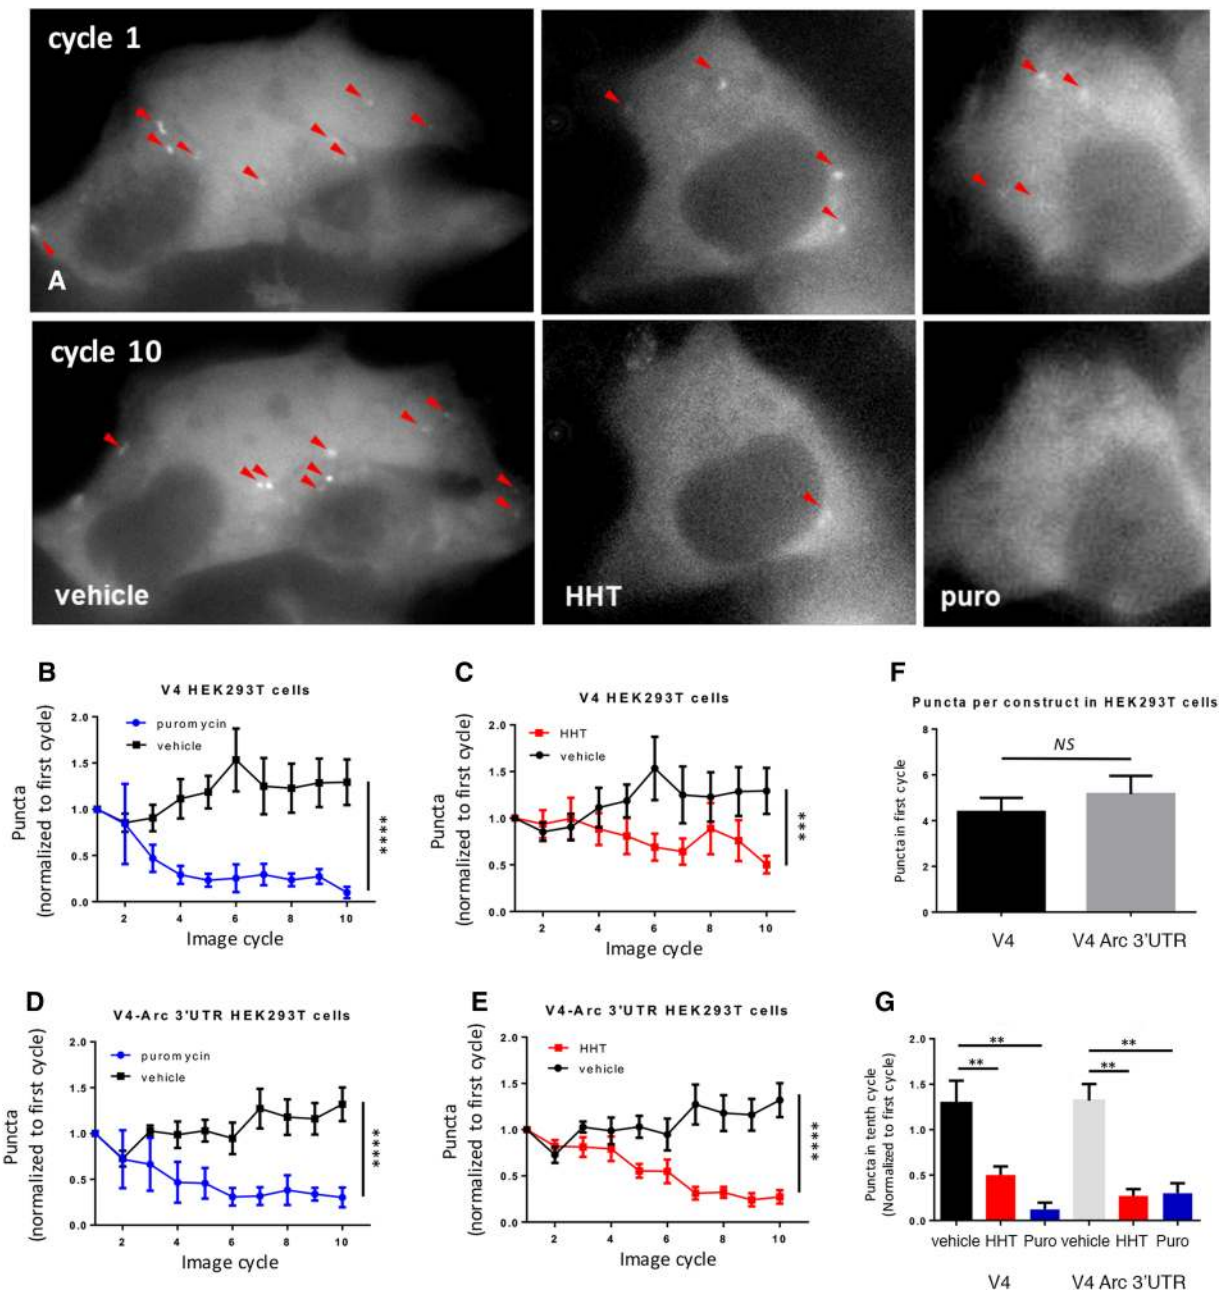 cycle 1
A
cycle 10
vehicle
HHT
puro
B
V4 HEK293T cells
puromycin
vehicle
Puncta
(normalized to first cycle)
2.0
1.5
1.0
0.5
0.0
2 4 6 8 10
Image cycle
****
C
V4 HEK293T cells
HHT
vehicle
Puncta
(normalized to first cycle)
2.0
1.5
1.0
0.5
0.0
2 4 6 8 10
Image cycle
***
F
Puncta per construct in HEK293T cells
NS
Puncta in first cycle
8
6
4
2
0
V4 V4 Arc 3'UTR
D
V4-Arc 3'UTR HEK293T cells
puromycin
vehicle
Puncta
(normalized to first cycle)
2.0
1.5
1.0
0.5
0.0
2 4 6 8 10
Image cycle
****
E
V4-Arc 3'UTR HEK293T cells
HHT
vehicle
Puncta
(normalized to first cycle)
2.0
1.5
1.0
0.5
0.0
2 4 6 8 10
Image cycle
****
G
Puncta in tenth cycle
(Normalized to first cycle)
2.0
1.5
1.0
0.5
0.0
** **
** **
vehicle HHT Puro vehicle HHT Puro
V4 V4 Arc 3'UTR